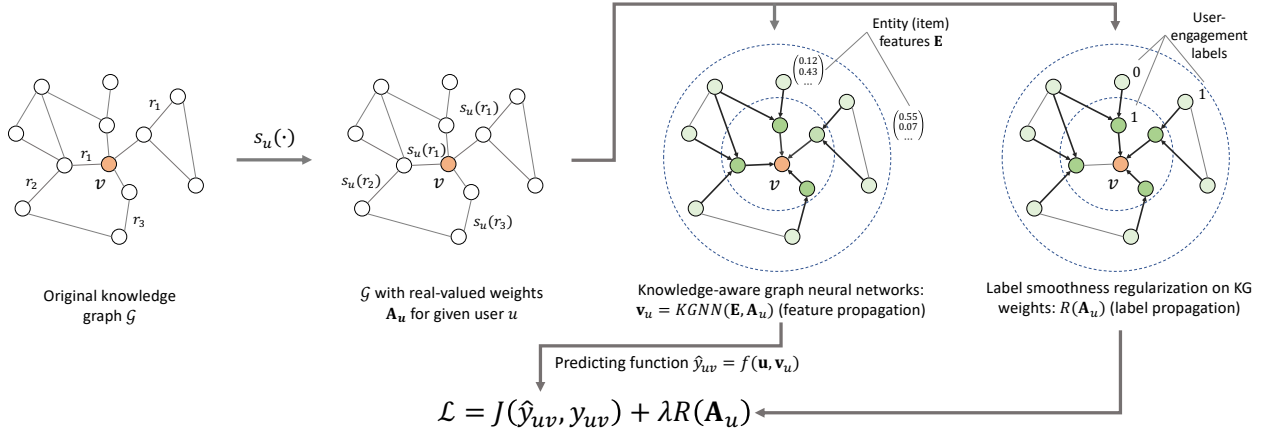 r₁
r₁
v
r₂
r₃
Original knowledge
graph 𝒢
s_u(·)
s_u(r₁)
s_u(r₁)
v
s_u(r₂)
s_u(r₃)
𝒢 with real-valued weights
A_u for given user u
Entity (item)
features E
0.12
0.43
...
0.55
0.07
...
v
Knowledge-aware graph neural networks:
v_u = KGNN(E, A_u) (feature propagation)
User-
engagement
labels
0
1
1
v
Label smoothness regularization on KG
weights: R(A_u) (label propagation)
Predicting function ŷ_uv = f(u, v_u)
ℒ = J(ŷ_uv, y_uv) + λR(A_u)